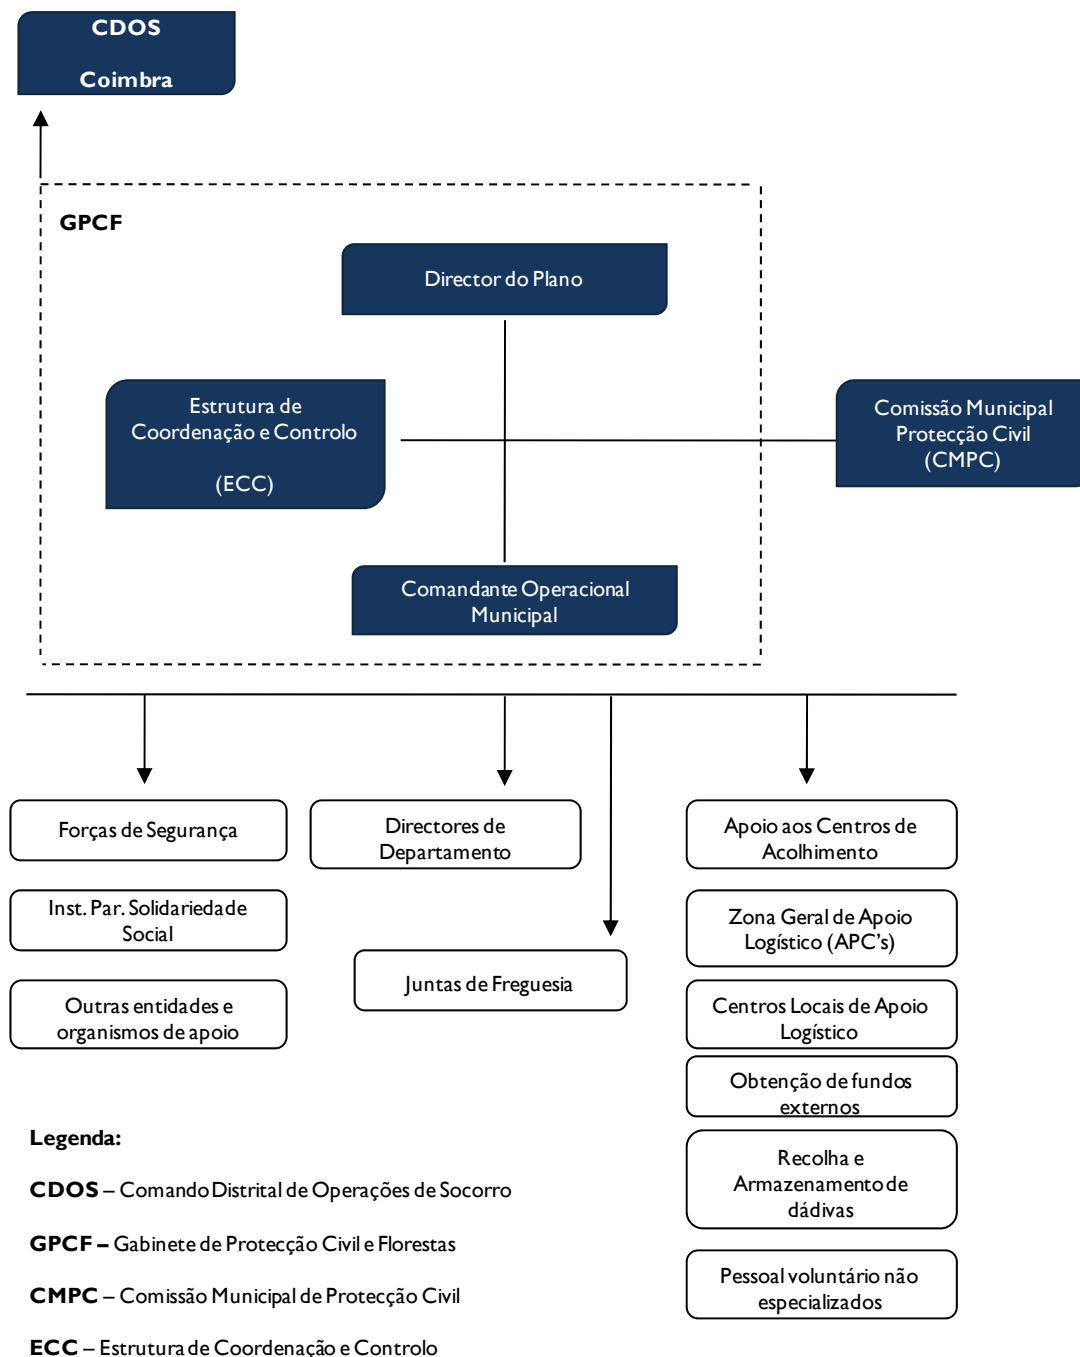 CDOS
Coimbra
GPCF
Director do Plano
Estrutura de
Coordenação e Controlo
(ECC)
Comissão Municipal
Protecção Civil
(CMPC)
Comandante Operacional
Municipal
Forças de Segurança
Inst. Par. Solidariedade
Social
Outras entidades e
organismos de apoio
Directores de
Departamento
Juntas de Freguesia
Apoio aos Centros de
Acolhimento
Zona Geral de Apoio
Logístico (APC’s)
Centros Locais de Apoio
Logístico
Obtenção de fundos
externos
Recolha e
Armazenamento de
dádivas
Pessoal voluntário não
especializados
Legenda:
CDOS – Comando Distrital de Operações de Socorro
GPCF – Gabinete de Protecção Civil e Florestas
CMPC – Comissão Municipal de Protecção Civil
ECC – Estrutura de Coordenação e Controlo